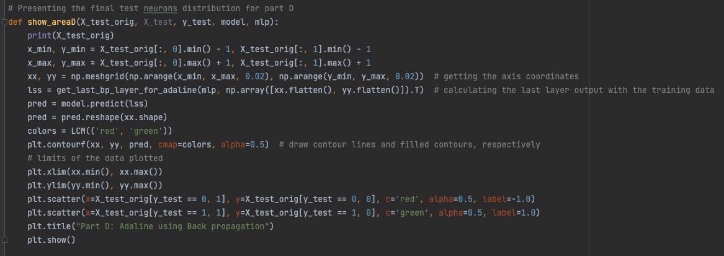 # Presenting the final test neurons distribution for part D
def show_areaD(X_test_orig, X_test, y_test, model, mlp):
    print(X_test_orig)
    x_min, y_min = X_test_orig[:, 0].min() - 1, X_test_orig[:, 1].min() - 1
    x_max, y_max = X_test_orig[:, 0].max() + 1, X_test_orig[:, 1].max() + 1
    xx, yy = np.meshgrid(np.arange(x_min, x_max, 0.02), np.arange(y_min, y_max, 0.02))  # getting the axis coordinates
    lss = get_last_bp_layer_for_adaline(mlp, np.array([xx.flatten(), yy.flatten()]).T)  # calculating the last layer output with the training data
    pred = model.predict(lss)
    pred = pred.reshape(xx.shape)
    colors = LCM(('red', 'green'))
    plt.contourf(xx, yy, pred, cmap=colors, alpha=0.5)  # draw contour lines and filled contours, respectively
    # limits of the data plotted
    plt.xlim(xx.min(), xx.max())
    plt.ylim(yy.min(), yy.max())
    plt.scatter(x=X_test_orig[y_test == 0, 1], y=X_test_orig[y_test == 0, 0], c='red', alpha=0.5, label=-1.0)
    plt.scatter(x=X_test_orig[y_test == 1, 1], y=X_test_orig[y_test == 1, 0], c='green', alpha=0.5, label=1.0)
    plt.title("Part D: Adaline using Back propagation")
    plt.show()